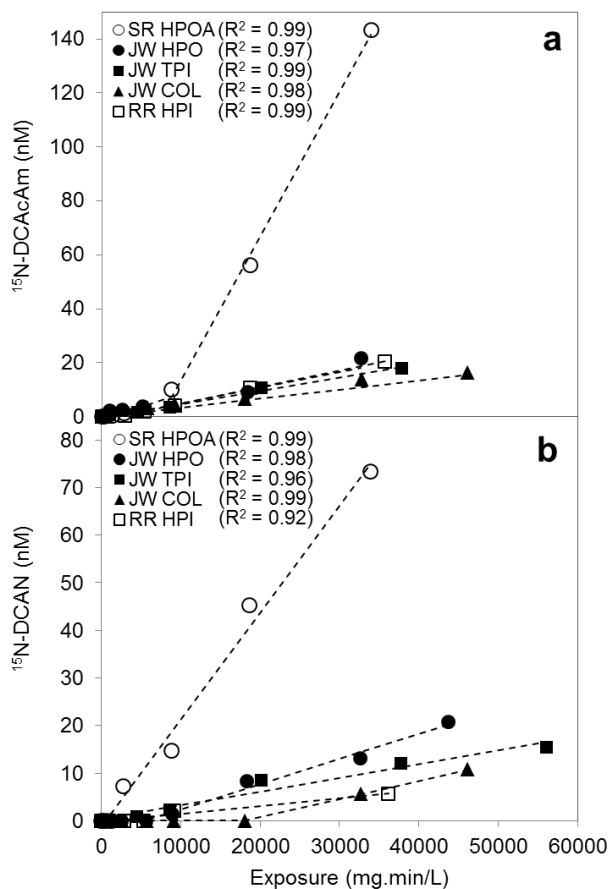 a
○ SR HPOA (R² = 0.99)
● JW HPO (R² = 0.97)
■ JW TPI (R² = 0.99)
▲ JW COL (R² = 0.98)
□ RR HPI (R² = 0.99)
¹⁵N-DCAcAm (nM)
140
120
100
80
60
40
20
0
b
○ SR HPOA (R² = 0.99)
● JW HPO (R² = 0.98)
■ JW TPI (R² = 0.96)
▲ JW COL (R² = 0.99)
□ RR HPI (R² = 0.92)
¹⁵N-DCAN (nM)
80
70
60
50
40
30
20
10
0
0 10000 20000 30000 40000 50000 60000
Exposure (mg.min/L)